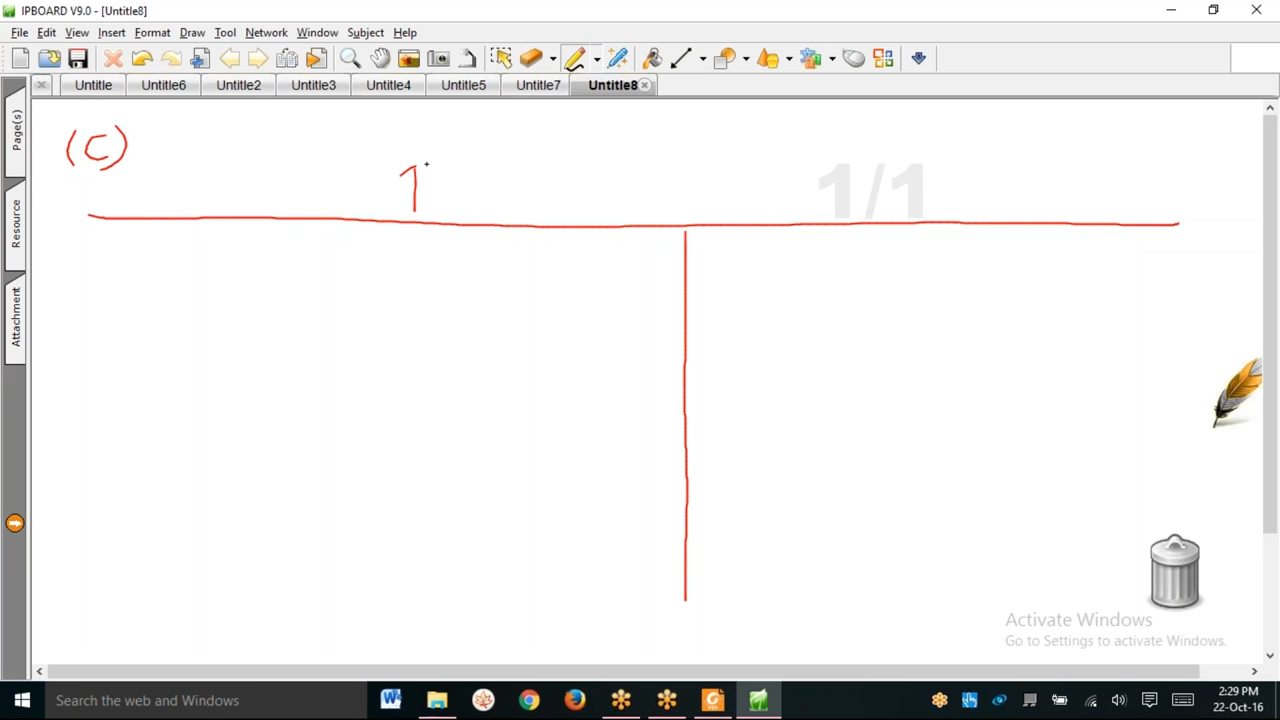 IPBOARD V9.0 - [Untitle8]
File Edit View Insert Format Draw Tool Network Window Subject Help
Untitle Untitle6 Untitle2 Untitle3 Untitle4 Untitle5 Untitle7 Untitle8
Page(s)
Resource
Attachment
(C)
1
1/1
Activate Windows
Go to Settings to activate Windows.
Search the web and Windows
2:29 PM
22-Oct-16